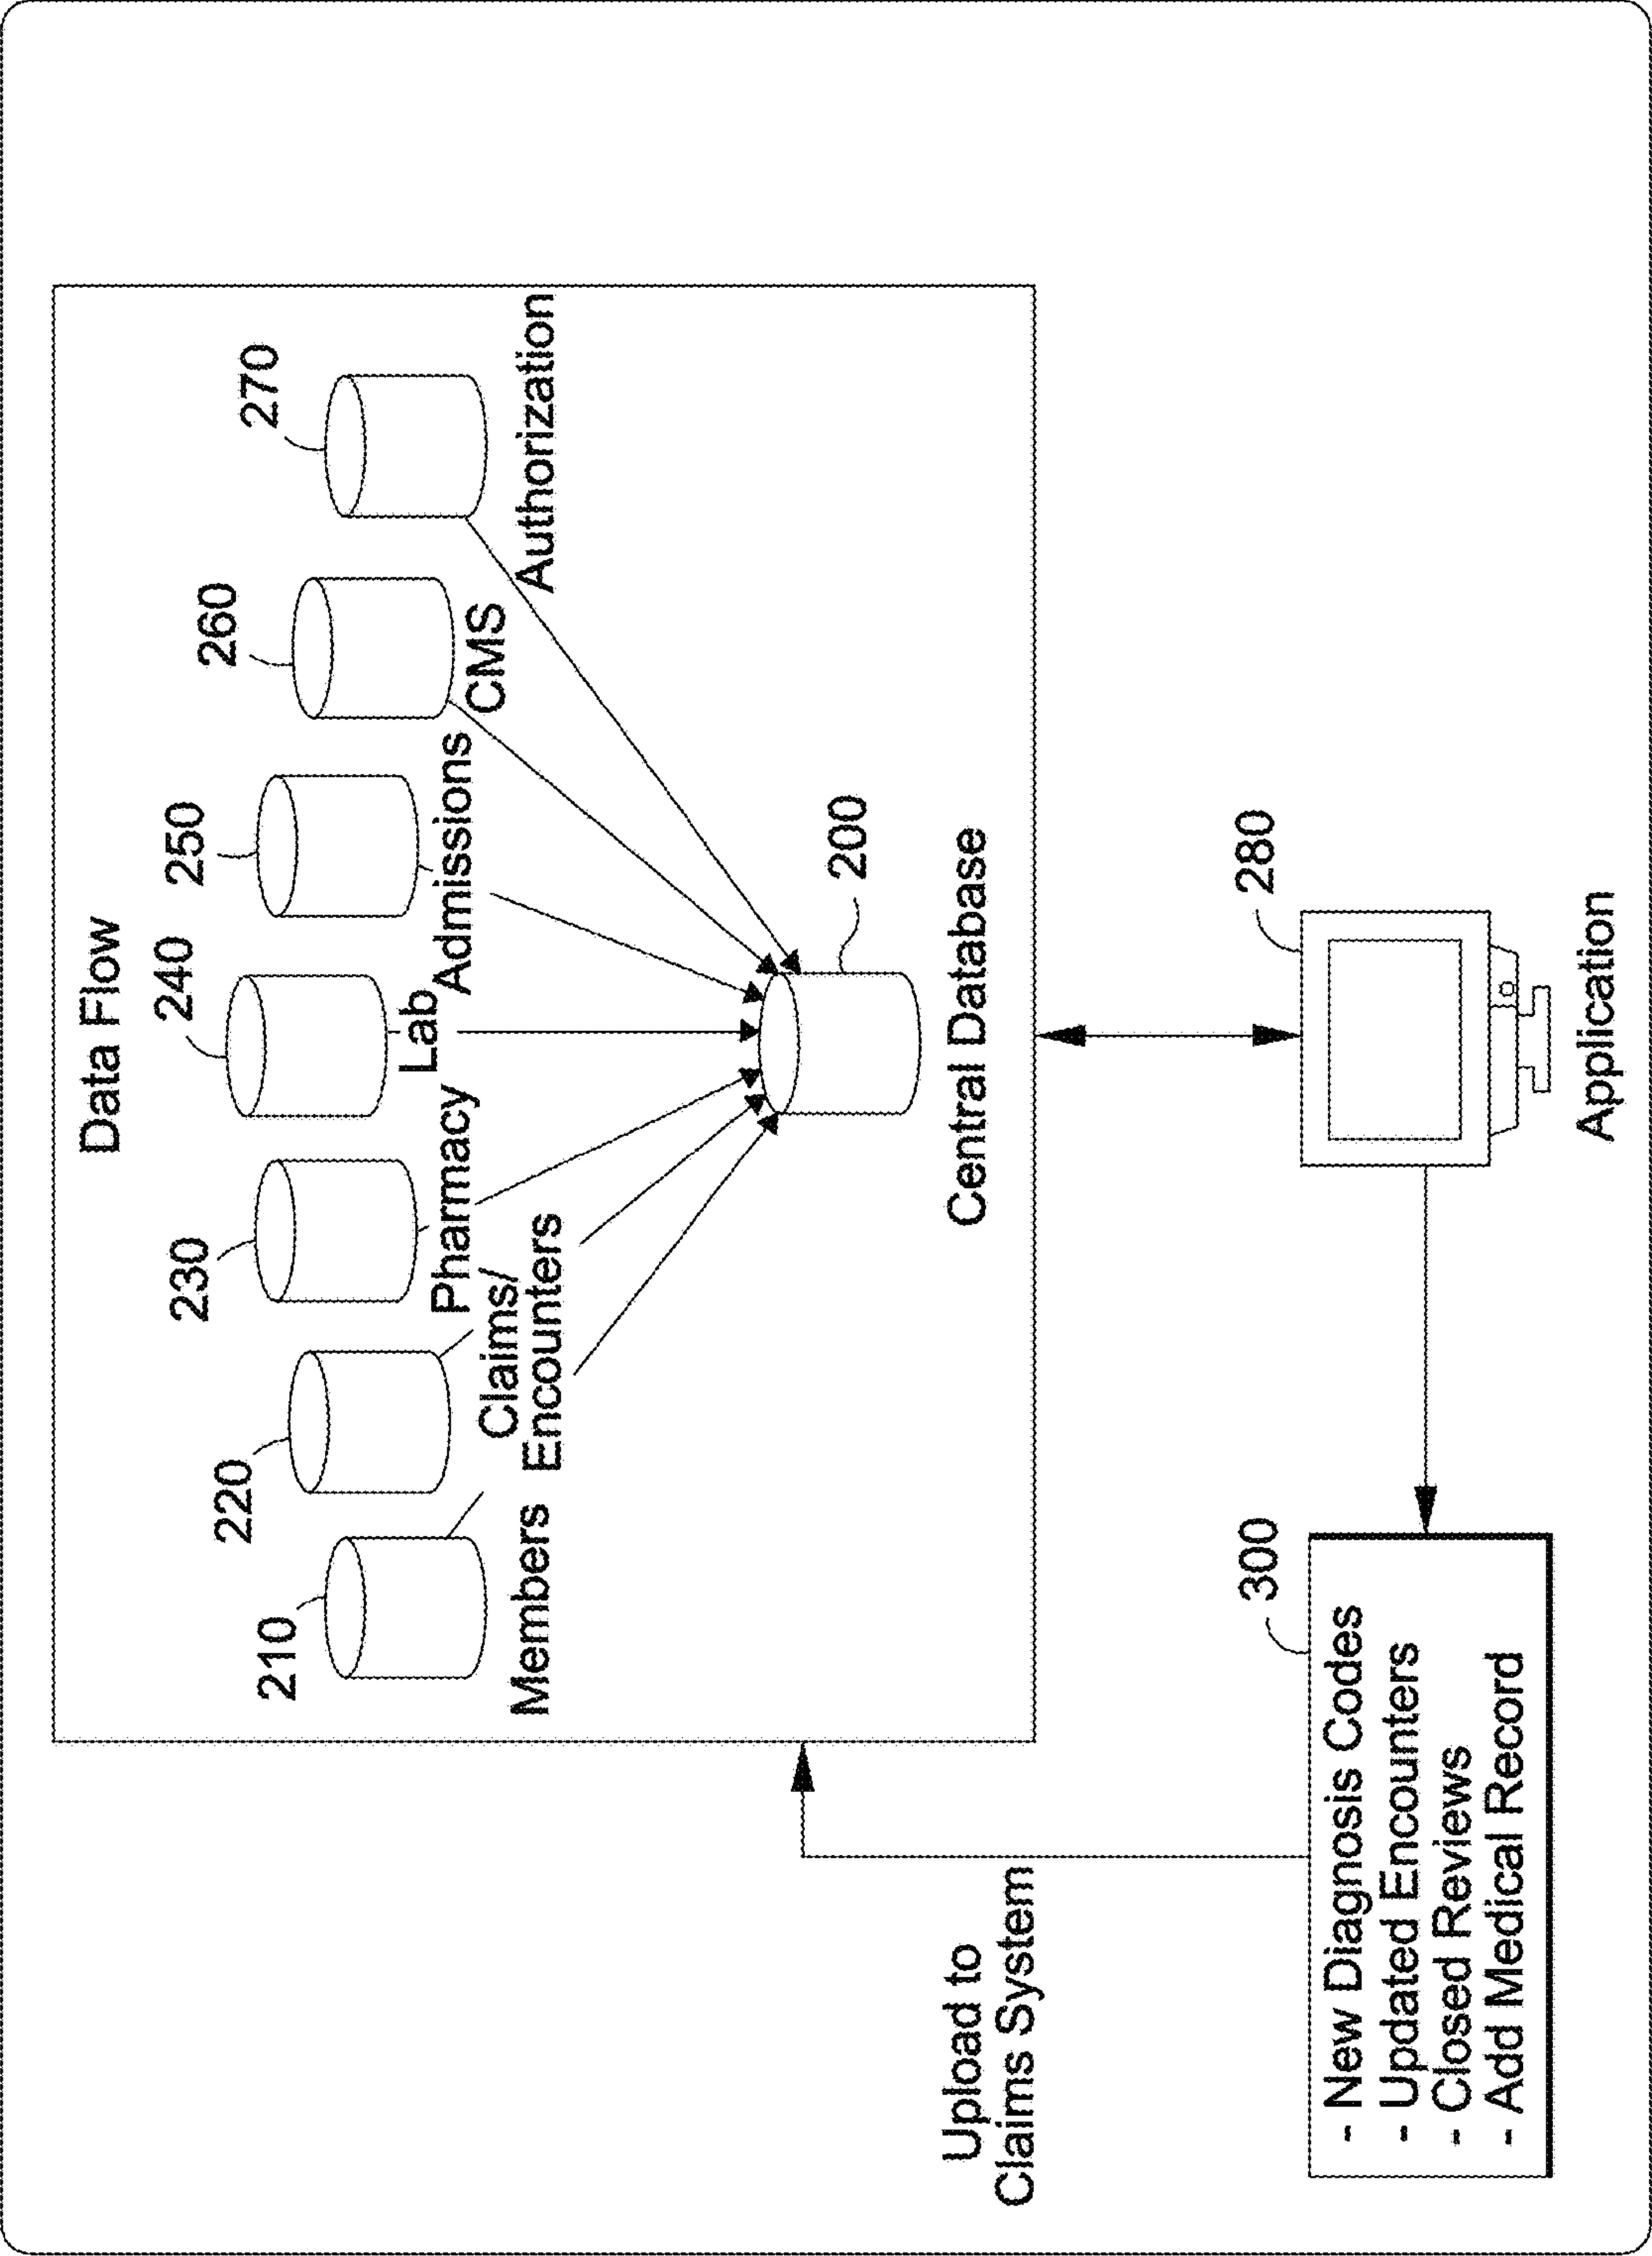 Data Flow
210
220
230
240
250
260
270
Members
Claims/
Encounters
Pharmacy
Lab
Admissions
CMS
Authorization
200
Central Database
Upload to
Claims System
300
- New Diagnosis Codes
- Updated Encounters
- Closed Reviews
- Add Medical Record
280
Application